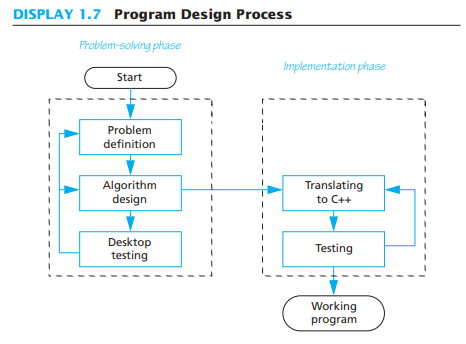 DISPLAY 1.7 Program Design Process
Problem-solving phase
Start
Problem
definition
Algorithm
design
Desktop
testing
Implementation phase
Translating
to C++
Testing
Working
program